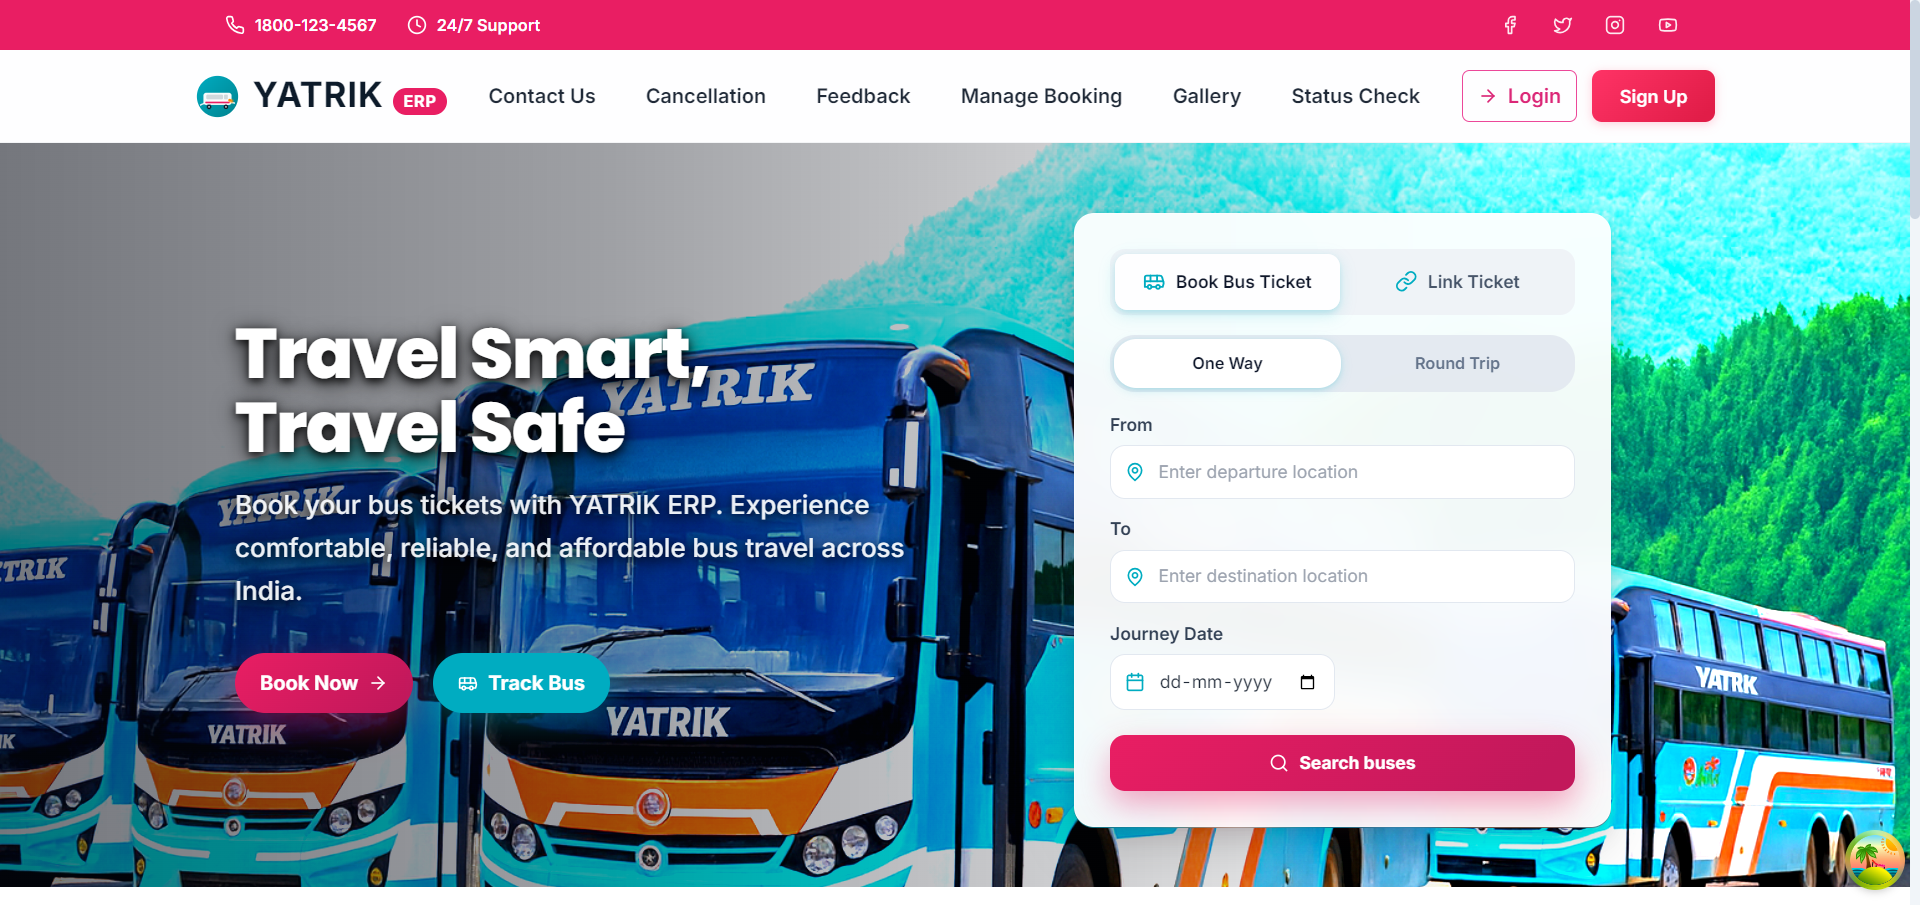 1800-123-4567
24/7 Support
YATRIK ERP
Contact Us
Cancellation
Feedback
Manage Booking
Gallery
Status Check
Login
Sign Up
Travel Smart,
Travel Safe
Book your bus tickets with YATRIK ERP. Experience
comfortable, reliable, and affordable bus travel across
India.
Book Now
Track Bus
Book Bus Ticket
Link Ticket
One Way
Round Trip
From
Enter departure location
To
Enter destination location
Journey Date
dd-mm-yyyy
Search buses
YATRIK
YATRIK
YATRIK
YATRIK
YATRIK